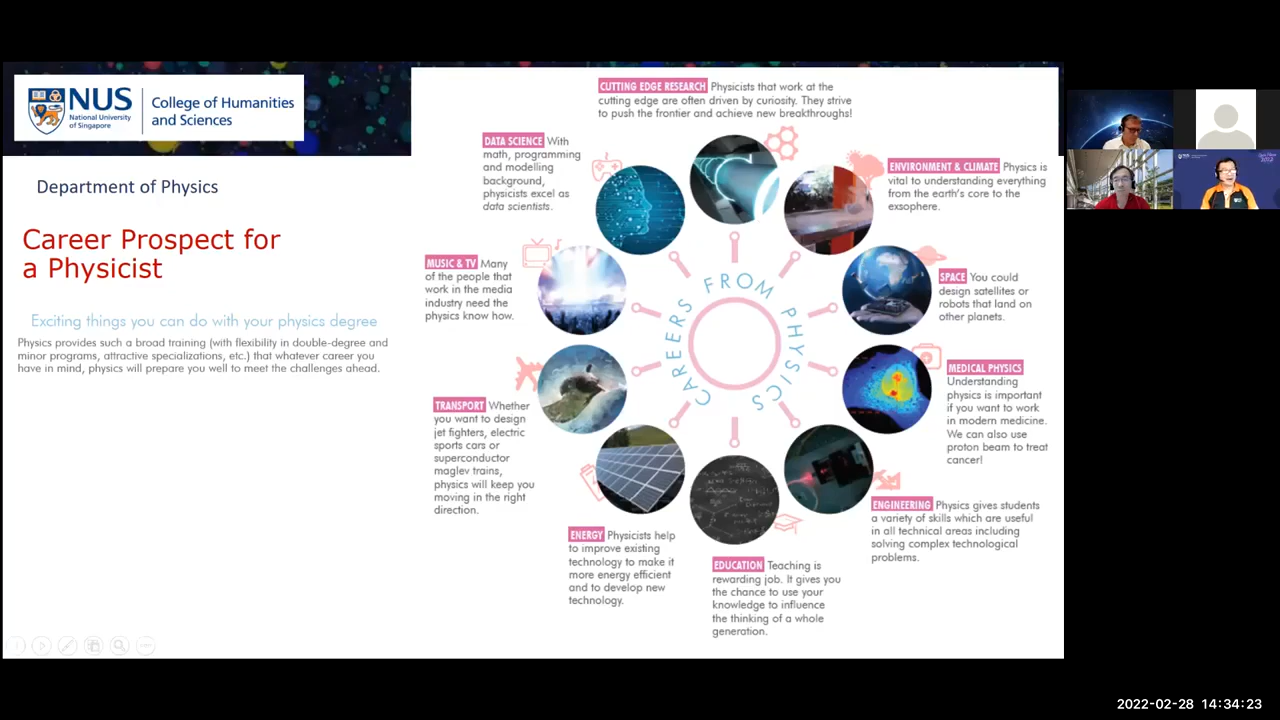 NUS
National University
of Singapore
College of Humanities
and Sciences
Department of Physics
Career Prospect for
a Physicist
Exciting things you can do with your physics degree
Physics provides such a broad training (with flexibility in double-degree and
minor programs, attractive specializations, etc.) that whatever career you
have in mind, physics will prepare you well to meet the challenges ahead.
CUTTING EDGE RESEARCH Physicists that work at the
cutting edge are often driven by curiosity. They strive
to push the frontier and achieve new breakthroughs!
DATA SCIENCE With
math, programming
and modelling
background,
physicists excel as
data scientists.
ENVIRONMENT & CLIMATE Physics is
vital to understanding everything
from the earth's core to the
exsophere.
MUSIC & TV Many
of the people that
work in the media
industry need the
physics know how.
SPACE You could
design satellites or
robots that land on
other planets.
CAREERS FROM PHYSICS
MEDICAL PHYSICS
Understanding
physics is important
if you want to work
in modern medicine.
We can also use
proton beam to treat
cancer!
TRANSPORT Whether
you want to design
jet fighters, electric
sports cars or
superconductor
maglev trains,
physics will keep you
moving in the right
direction.
ENGINEERING Physics gives students
a variety of skills which are useful
in all technical areas including
solving complex technological
problems.
ENERGY Physicists help
to improve existing
technology to make it
more energy efficient
and to develop new
technology.
EDUCATION Teaching is
rewarding job. It gives you
the chance to use your
knowledge to influence
the thinking of a whole
generation.
2022-02-28 14:34:23